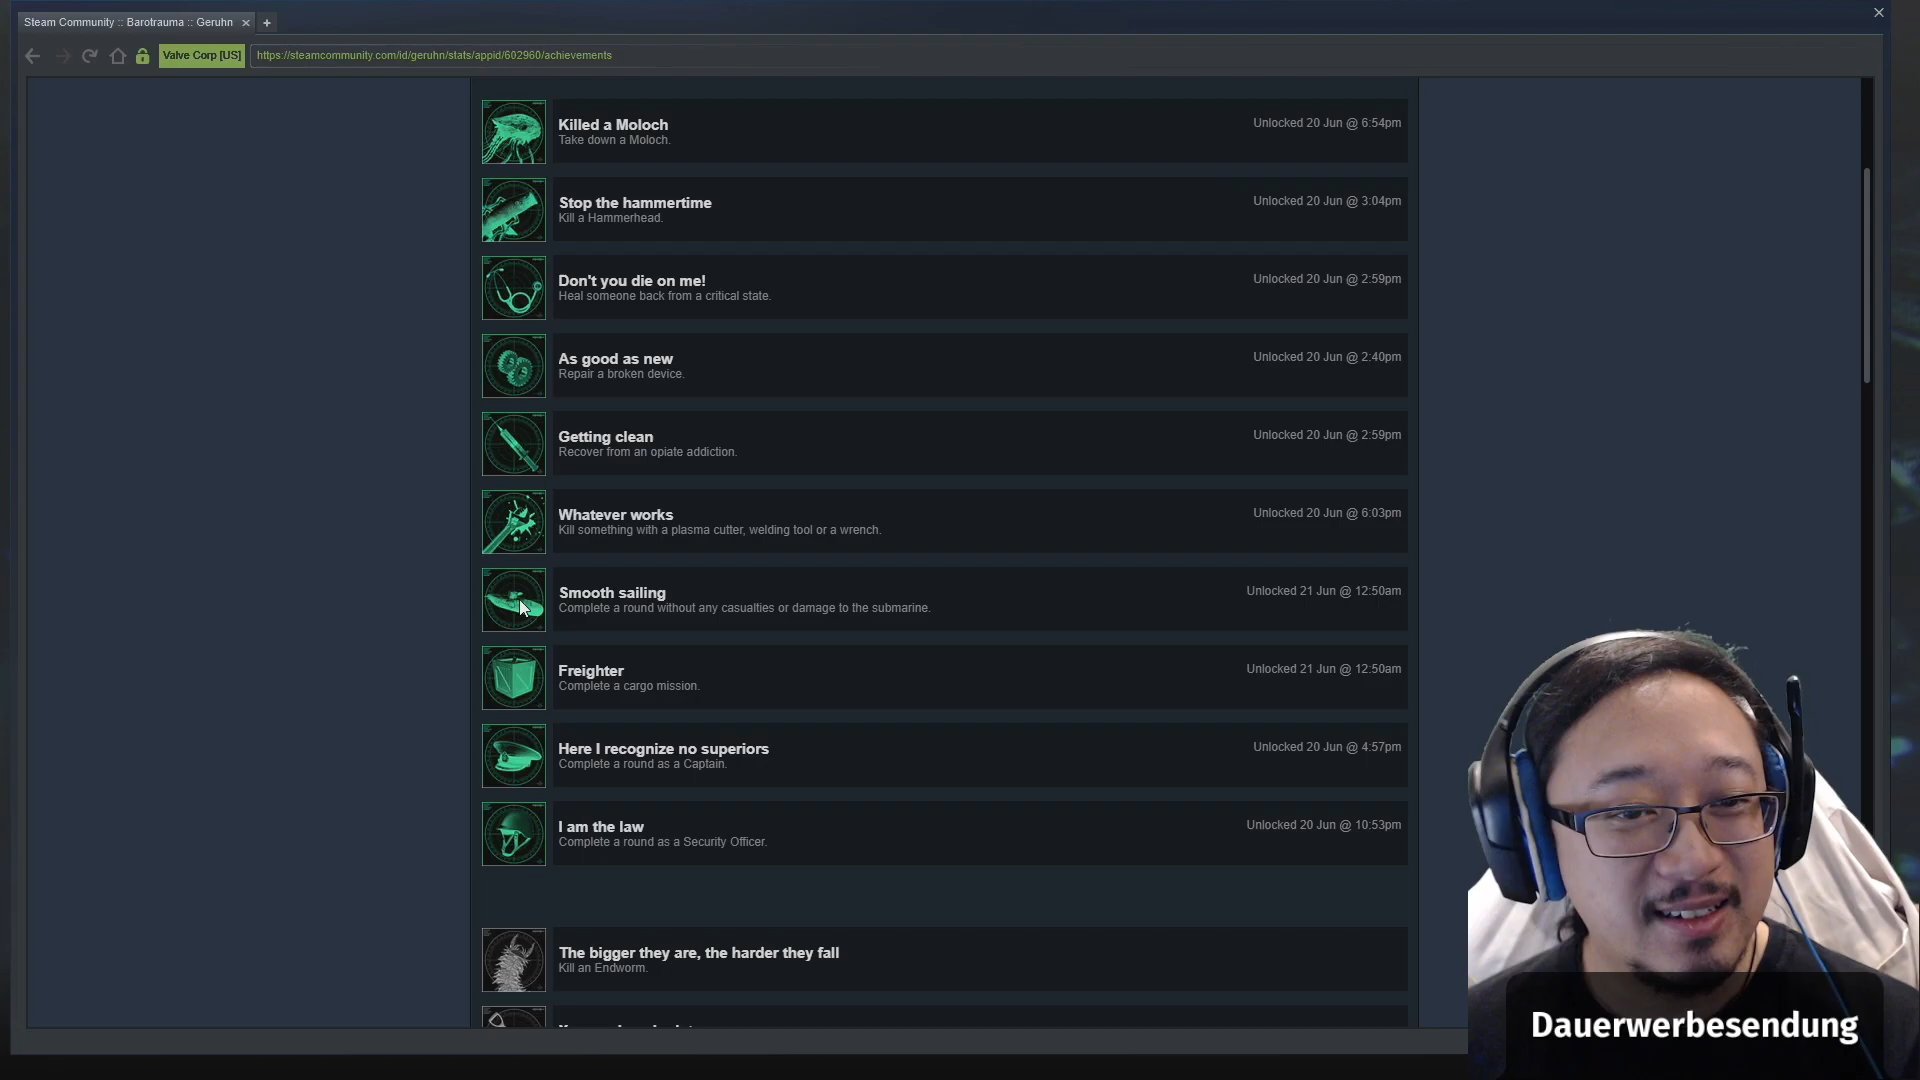 Steam Community :: Barotrauma :: Geruhn
Valve Corp [US]
https://steamcommunity.com/id/geruhn/stats/appid/602960/achievements
Killed a Moloch
Take down a Moloch.
Unlocked 20 Jun @ 6:54pm
Stop the hammertime
Kill a Hammerhead.
Unlocked 20 Jun @ 3:04pm
Don't you die on me!
Heal someone back from a critical state.
Unlocked 20 Jun @ 2:59pm
As good as new
Repair a broken device.
Unlocked 20 Jun @ 2:40pm
Getting clean
Recover from an opiate addiction.
Unlocked 20 Jun @ 2:59pm
Whatever works
Kill something with a plasma cutter, welding tool or a wrench.
Unlocked 20 Jun @ 6:03pm
Smooth sailing
Complete a round without any casualties or damage to the submarine.
Unlocked 21 Jun @ 12:50am
Freighter
Complete a cargo mission.
Unlocked 21 Jun @ 12:50am
Here I recognize no superiors
Complete a round as a Captain.
Unlocked 20 Jun @ 4:57pm
I am the law
Complete a round as a Security Officer.
Unlocked 20 Jun @ 10:53pm
The bigger they are, the harder they fall
Kill an Endworm.
Dauerwerbesendung